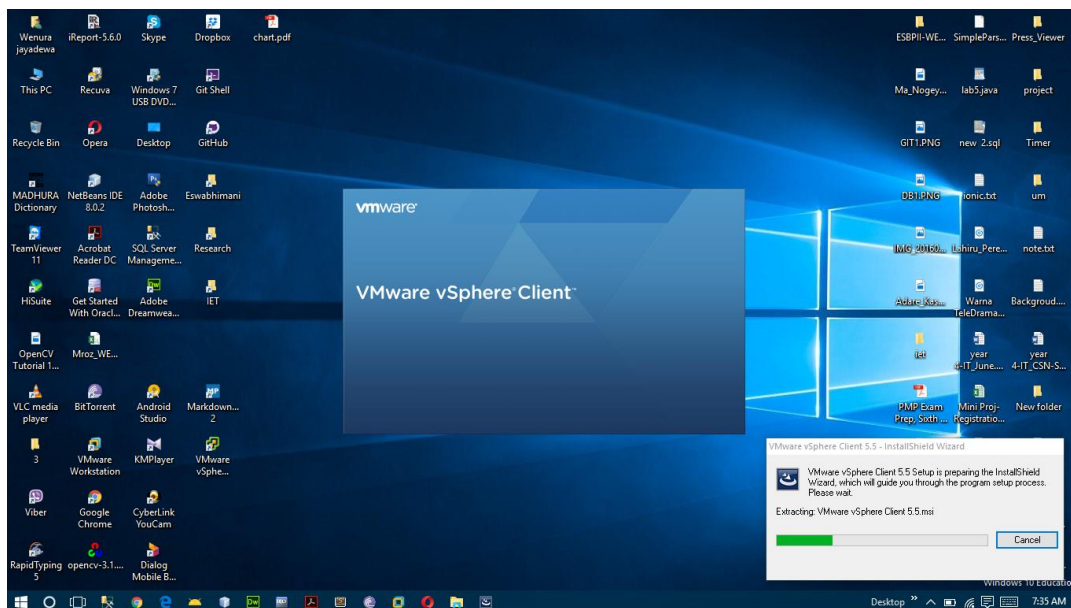 Wenura
jayadewa
iReport-5.6.0
Skype
Dropbox
chart.pdf
ESBPII-WE...
SimplePars...
Press_Viewer
This PC
Recuva
Windows 7
USB DVD...
Git Shell
Ma_Nogey...
lab5.java
project
Recycle Bin
Opera
Desktop
GitHub
GIT1.PNG
new 2.sql
Timer
MADHURA
Dictionary
NetBeans IDE
8.0.2
Adobe
Photosh...
Eswabhimani
DB1.PNG
ionic.txt
um
TeamViewer
11
Acrobat
Reader DC
SQL Server
Manageme...
Research
IMG_20160...
Lahiru_Pere...
note.txt
HiSuite
Get Started
With Oracl...
Adobe
Dreamwea...
IET
Adare_Kas...
Warna
TeleDrama...
Backgroud....
OpenCV
Tutorial 1...
Mroz_WE...
iet
year
4-IT_June....
year
4-IT_CSN-S...
VLC media
player
BitTorrent
Android
Studio
Markdown...
2
PMP Exam
Prep, Sixth ...
Mini Proj-
Registratio...
New folder
3
VMware
Workstation
KMPlayer
VMware
vSphe...
Viber
Google
Chrome
CyberLink
YouCam
RapidTyping
5
opencv-3.1....
Dialog
Mobile B...
vmware®
VMware vSphere® Client™
VMware vSphere Client 5.5 - InstallShield Wizard
VMware vSphere Client 5.5 Setup is preparing the InstallShield
Wizard, which will guide you through the program setup process.
Please wait.
Extracting: VMware vSphere Client 5.5.msi
Cancel
Windows 10 Educatio
Desktop
7:35 AM